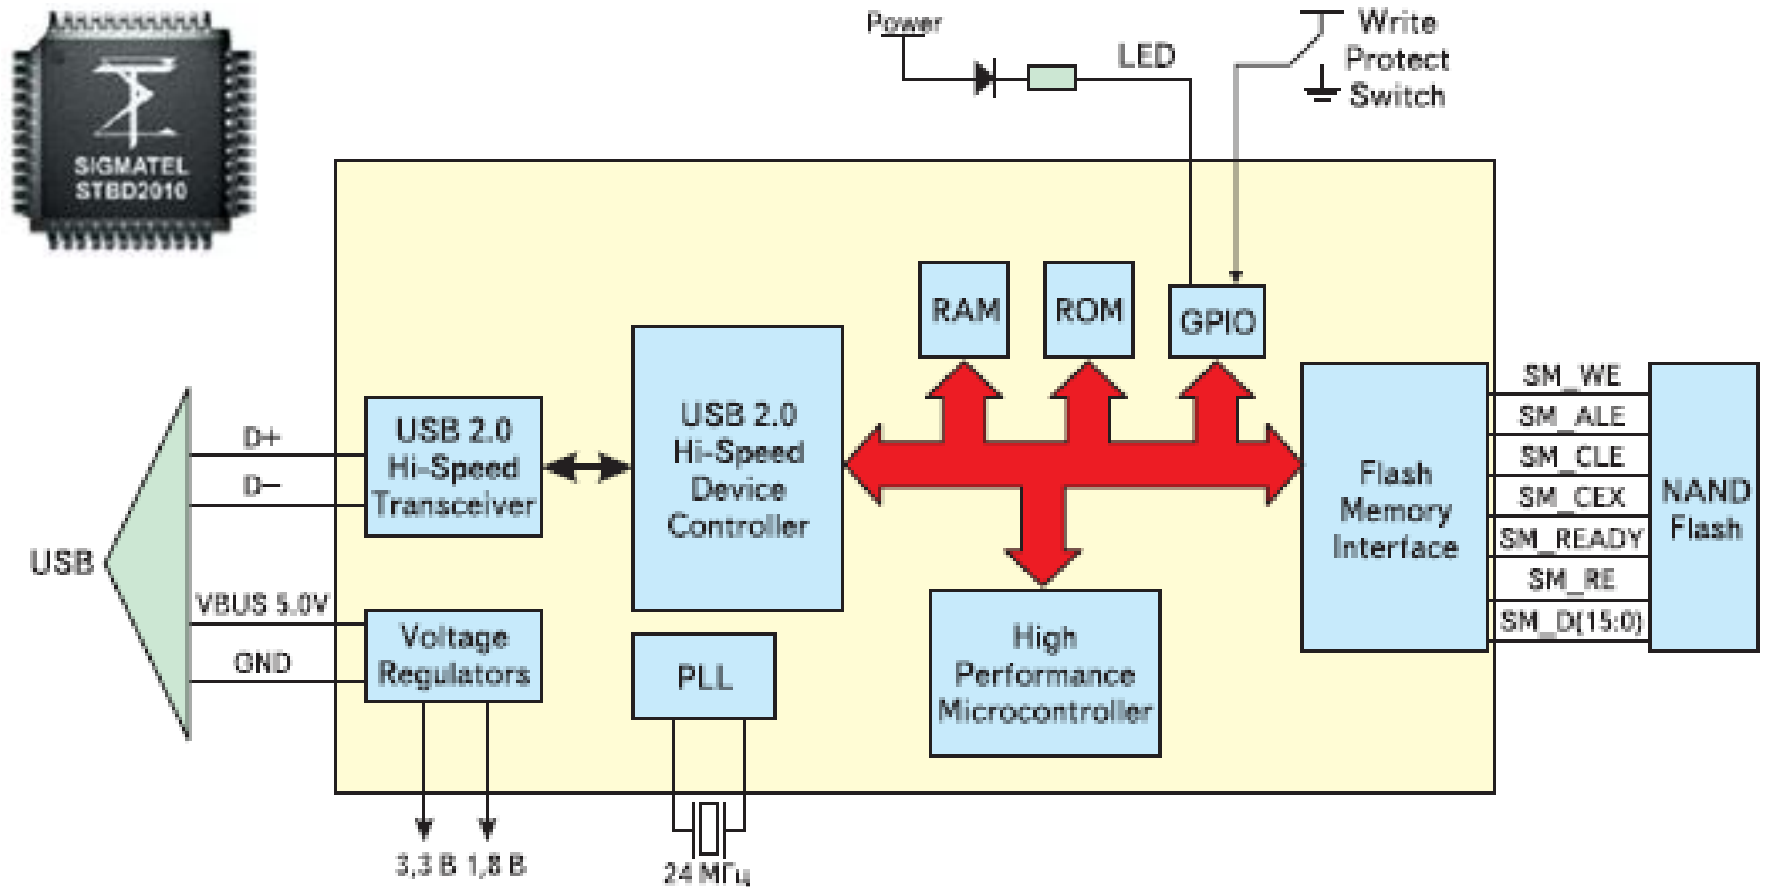 SIGMATEL
STBD2010
Power
LED
Write
Protect
Switch
RAM
ROM
GPIO
USB 2.0
Hi-Speed
Transceiver
USB 2.0
Hi-Speed
Device
Controller
Flash
Memory
Interface
SM_WE
SM_ALE
SM_CLE
SM_CEX
SM_READY
SM_RE
SM_D(15:0)
NAND
Flash
D+
D-
USB
VBUS 5.0V
GND
Voltage
Regulators
PLL
High
Performance
Microcontroller
3,3 В 1,8 В
24 МГц